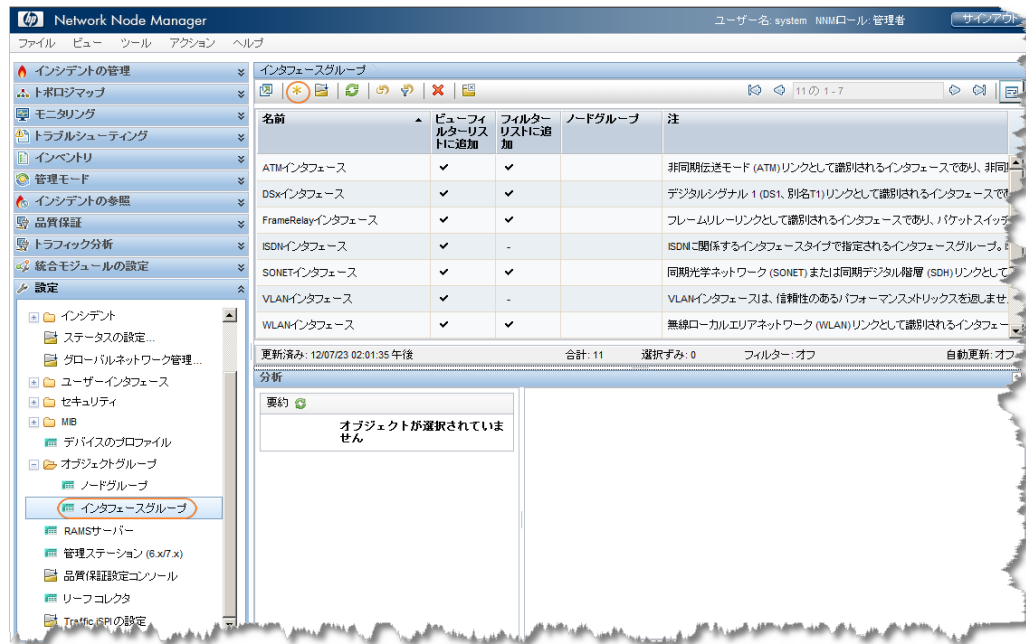 hp Network Node Manager
ユーザー名: system NNMロール: 管理者
サインアウト
ファイル ビュー ツール アクション ヘルプ
インシデントの管理
トポロジマップ
モニタリング
トラブルシューティング
インベントリ
管理モード
インシデントの参照
品質保証
トラフィック分析
統合モジュールの設定
設定
インシデント
ステータスの設定...
グローバルネットワーク管理...
ユーザーインタフェース
セキュリティ
MIB
デバイスのプロファイル
オブジェクトグループ
ノードグループ
インタフェースグループ
RAMSサーバー
管理ステーション (6.x/7.x)
品質保証設定コンソール
リーフ コレクタ
Traffic iSPIの設定
インタフェースグループ
11の 1 - 7
名前
ビューフィ
ルターリス
トに追加
フィルター
リストに追
加
ノードグループ
注
ATMインタフェース ✔ ✔ 非同期伝送モード (ATM)リンクとして識別されるインタフェースであり、非同
DSxインタフェース ✔ ✔ デジタルシグナル 1 (DS1、別名T1)リンクとして識別されるインタフェースで
FrameRelayインタフェース ✔ ✔ フレームリレーリンクとして識別されるインタフェースであり、パケットスイッチ
ISDNインタフェース ✔ - ISDNに関係するインタフェースタイプで指定されるインタフェースグループ。
SONETインタフェース ✔ ✔ 同期光学ネットワーク (SONET) または同期デジタル階層 (SDH)リンクとして
VLANインタフェース ✔ - VLANインタフェースは、信頼性のあるパフォーマンスメトリックスを返しませ
WLANインタフェース ✔ ✔ 無線ローカルエリアネットワーク (WLAN)リンクとして識別されるインタフェー
更新済み: 12/07/23 02:01:35 午後 合計: 11 選択ずみ: 0 フィルター: オフ 自動更新: オフ
分析
要約
オブジェクトが選択されていま
せん